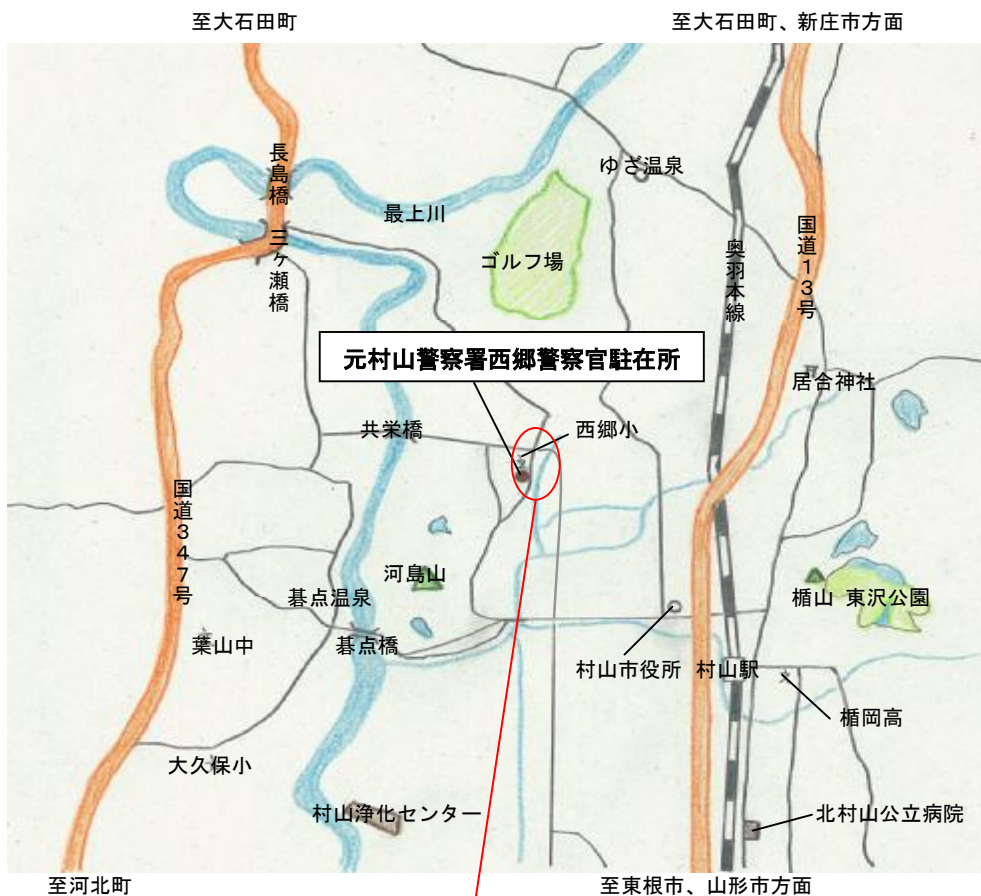 至大石田町
至大石田町、新庄市方面
長島橋
ゆざ温泉
最上川
国道13号
三ヶ瀬橋
ゴルフ場
奥羽本線
元村山警察署西郷警察官駐在所
居合神社
共栄橋
西郷小
国道347号
河島山
碁点温泉
楯山
東沢公園
葉山中
碁点橋
村山市役所
村山駅
楯岡高
大久保小
村山浄化センター
北村山公立病院
至河北町
至東根市、山形市方面